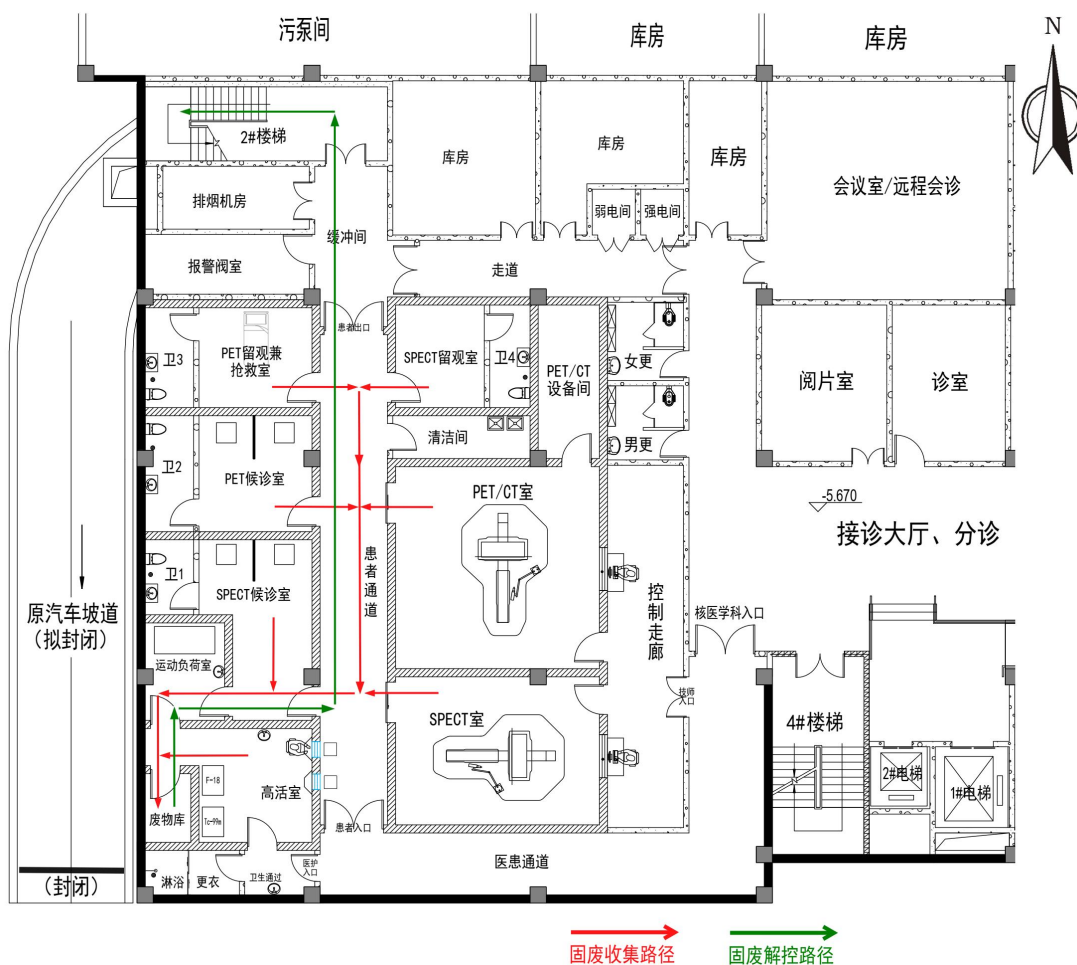 污泵间
库房
库房
N
2#楼梯
库房
库房
库房
会议室/远程会诊
排烟机房
弱电间
强电间
缓冲间
报警阀室
走道
患者出口
卫3
PET留观兼
抢救室
SPECT留观室
卫4
PET/CT
设备间
女更
阅片室
诊室
男更
清洁间
卫2
PET候诊室
PET/CT室
-5.670
接诊大厅、分诊
患者通道
卫1
SPECT候诊室
控制走廊
原汽车坡道
(拟封闭)
核医学科入口
运动负荷室
技师
入口
SPECT室
4#楼梯
2#电梯
1#电梯
F-18
高活室
Tc-99m
废物库
患者入口
医患通道
(封闭)
淋浴
更衣
卫生通过
医护
入口
固废收集路径
固废解控路径